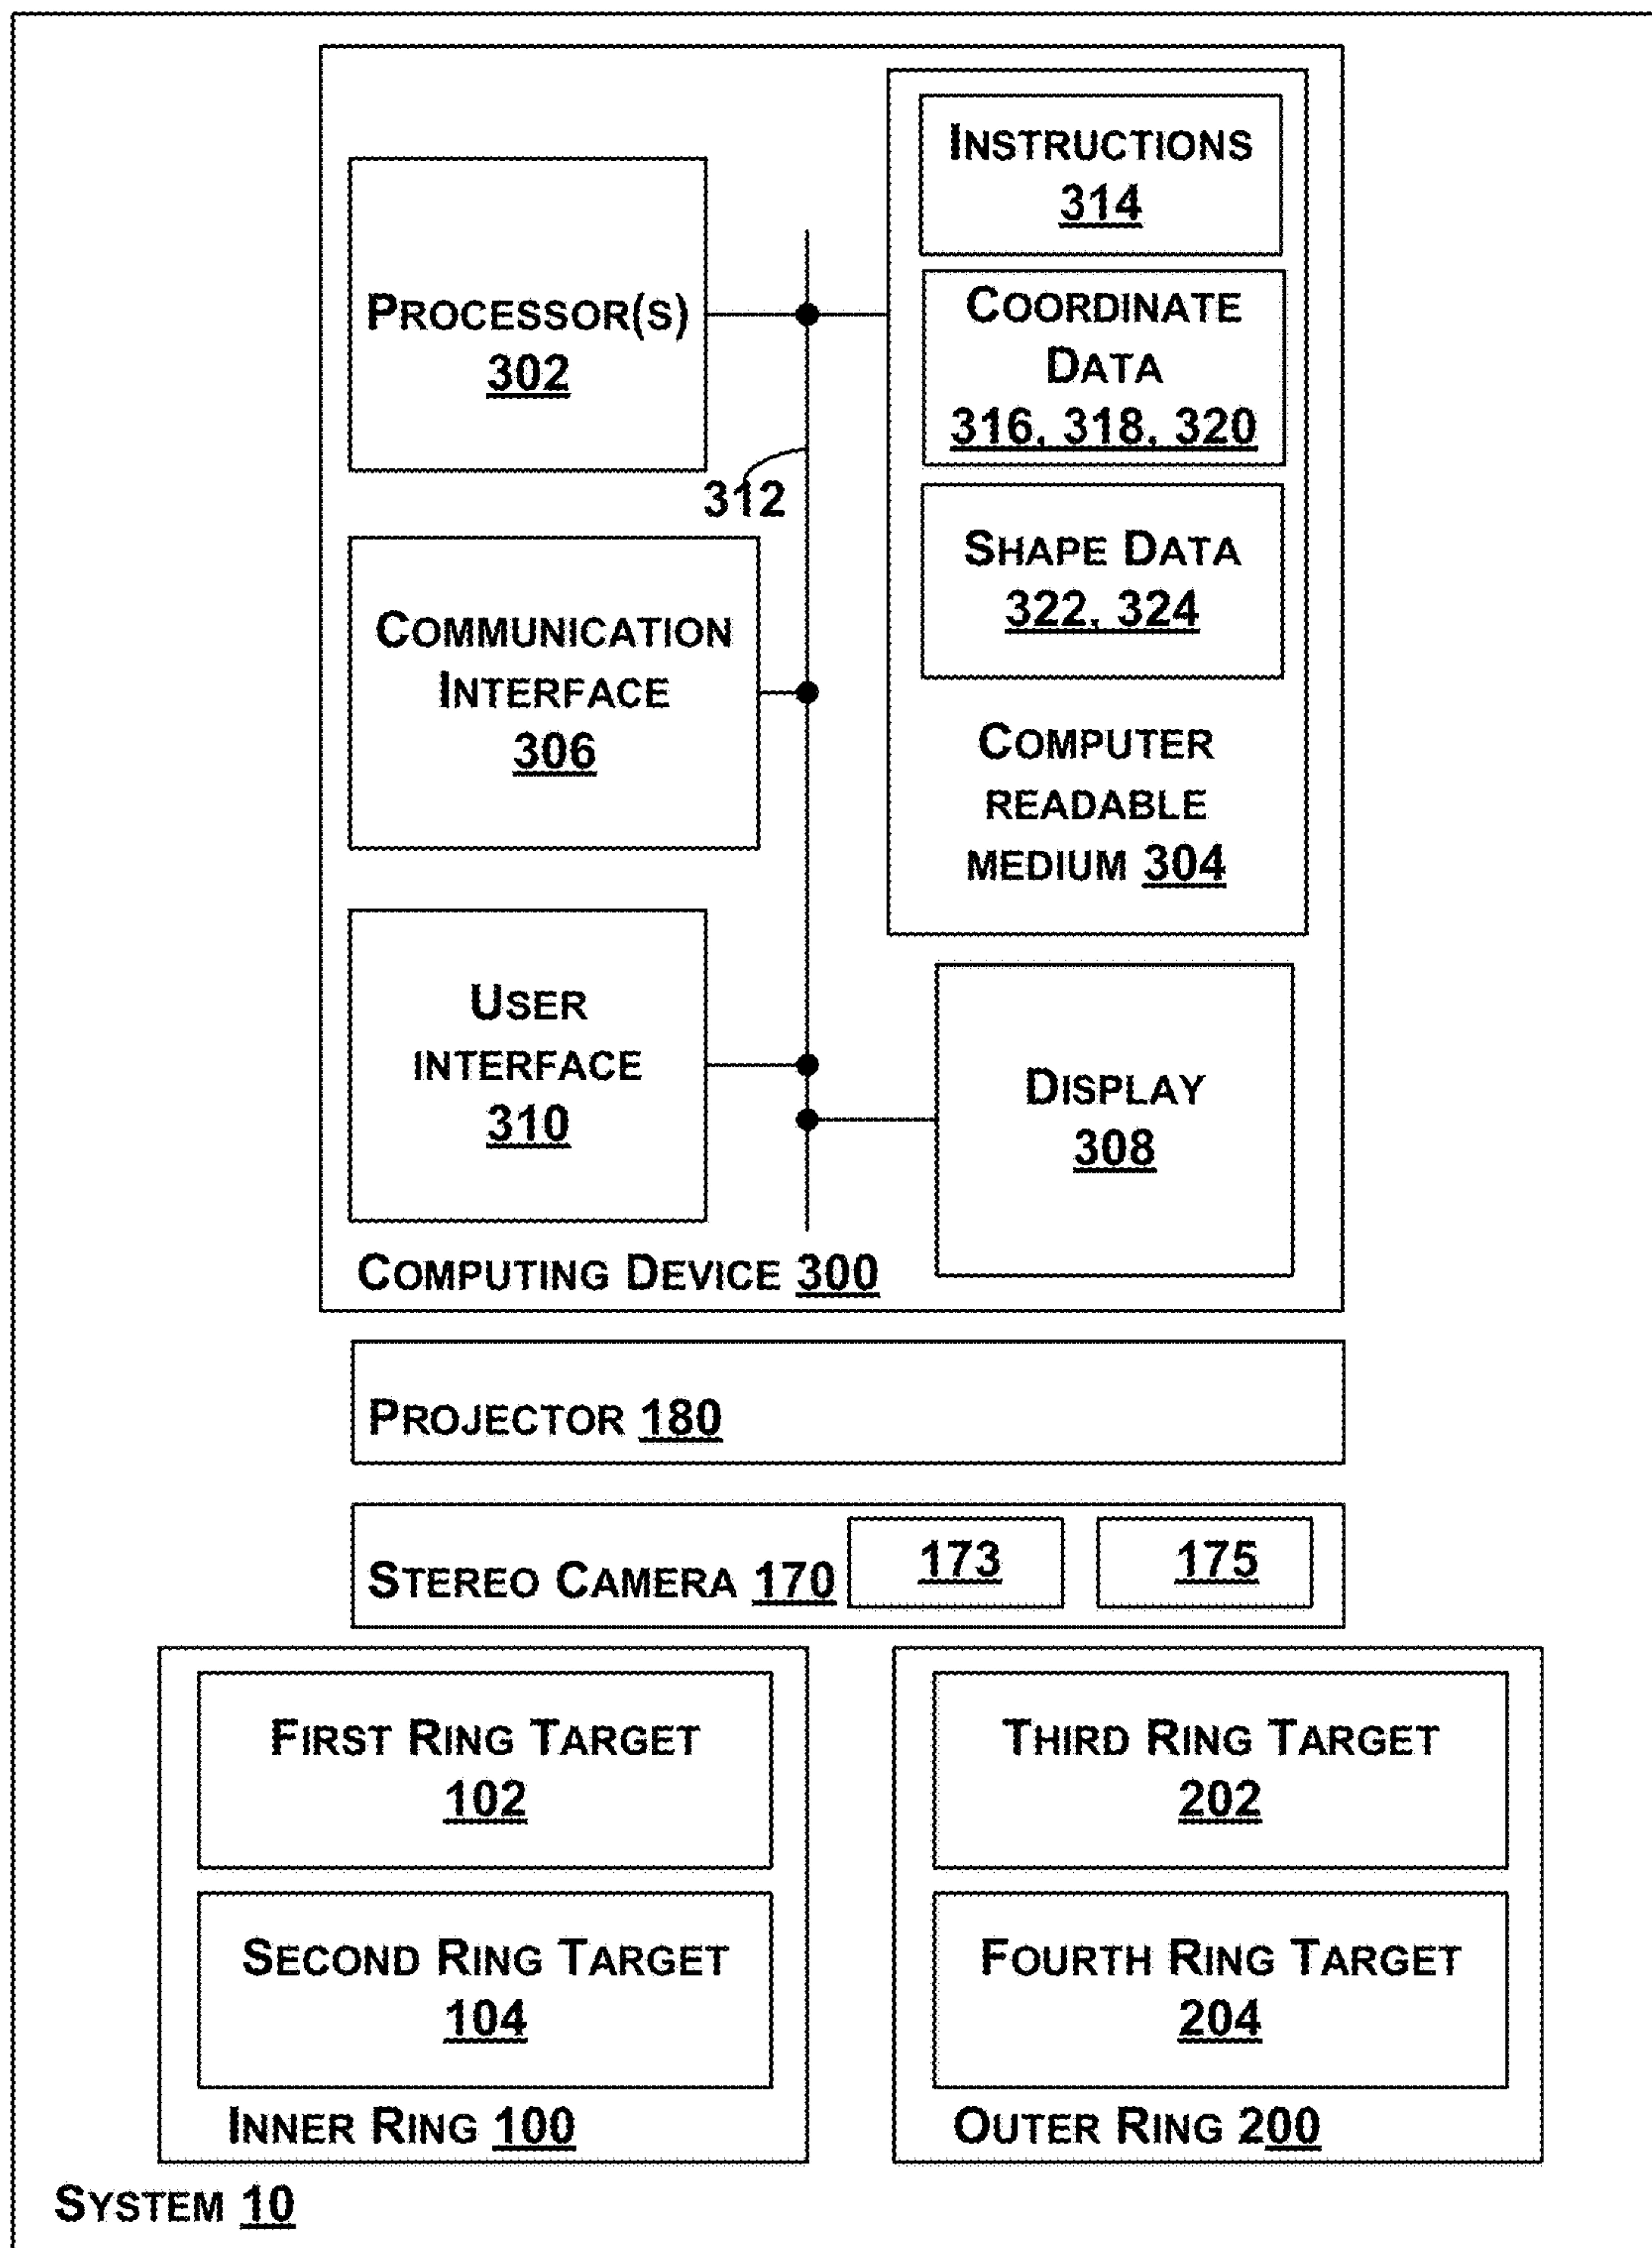 INSTRUCTIONS
314
PROCESSOR(S)
302
COORDINATE
DATA
316, 318, 320
312
SHAPE DATA
322, 324
COMMUNICATION
INTERFACE
306
COMPUTER
READABLE
MEDIUM 304
USER
INTERFACE
310
DISPLAY
308
COMPUTING DEVICE 300
PROJECTOR 180
STEREO CAMERA 170
173
175
FIRST RING TARGET
102
SECOND RING TARGET
104
INNER RING 100
THIRD RING TARGET
202
FOURTH RING TARGET
204
OUTER RING 200
SYSTEM 10